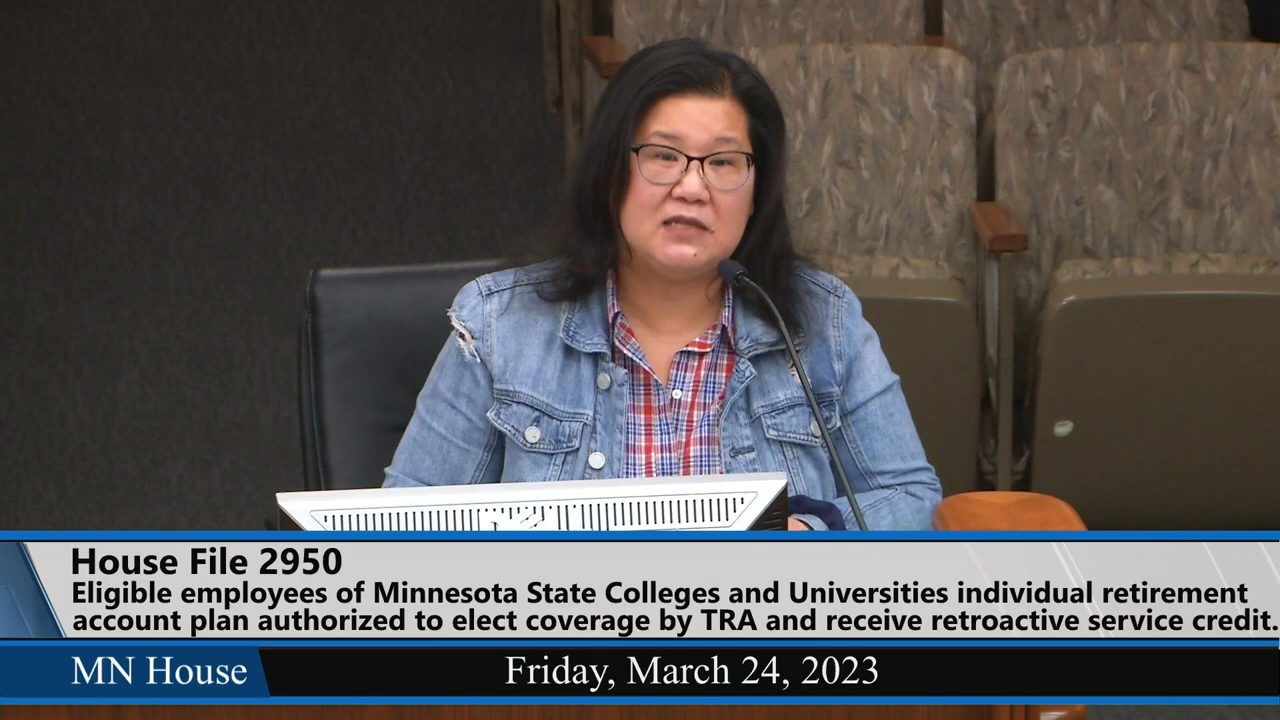 House File 2950
Eligible employees of Minnesota State Colleges and Universities individual retirement
account plan authorized to elect coverage by TRA and receive retroactive service credit.
MN House
Friday, March 24, 2023